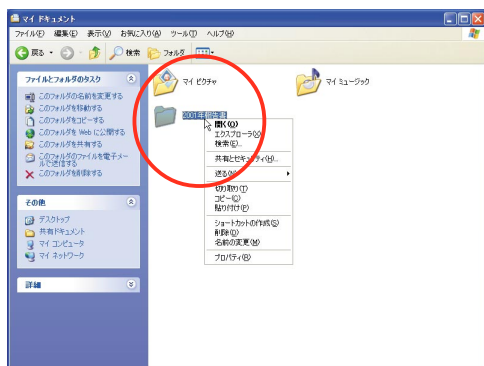 マイ ドキュメント
ファイル(F) 編集(E) 表示(V) お気に入り(A) ツール(T) ヘルプ(H)
戻る 検索 フォルダ
ファイルとフォルダのタスク
このフォルダの名前を変更する
このフォルダを移動する
このフォルダをコピーする
このフォルダを Web に公開する
このフォルダを共有する
このフォルダのファイルを電子メー
ルで送信する
このフォルダを削除する
その他
デスクトップ
共有ドキュメント
マイ コンピュータ
マイ ネットワーク
詳細
マイ ピクチャ
マイ ミュージック
2001年報告書
開く(O)
エクスプローラ(X)
検索(E)...
共有とセキュリティ(H)...
送る(N)
切り取り(T)
コピー(C)
貼り付け(P)
ショートカットの作成(S)
削除(D)
名前の変更(M)
プロパティ(R)